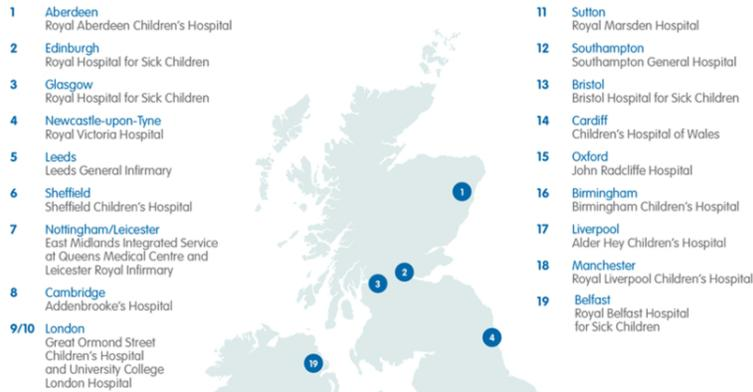 1 Aberdeen
Royal Aberdeen Children's Hospital
2 Edinburgh
Royal Hospital for Sick Children
3 Glasgow
Royal Hospital for Sick Children
4 Newcastle-upon-Tyne
Royal Victoria Hospital
5 Leeds
Leeds General Infirmary
6 Sheffield
Sheffield Children's Hospital
7 Nottingham/Leicester
East Midlands Integrated Service
at Queens Medical Centre and
Leicester Royal Infirmary
8 Cambridge
Addenbrooke's Hospital
9/10 London
Great Ormond Street
Children's Hospital
and University College
London Hospital
1
2
3
4
19
11 Sutton
Royal Marsden Hospital
12 Southampton
Southampton General Hospital
13 Bristol
Bristol Hospital for Sick Children
14 Cardiff
Children's Hospital of Wales
15 Oxford
John Radcliffe Hospital
16 Birmingham
Birmingham Children's Hospital
17 Liverpool
Alder Hey Children's Hospital
18 Manchester
Royal Liverpool Children's Hospital
19 Belfast
Royal Belfast Hospital
for Sick Children